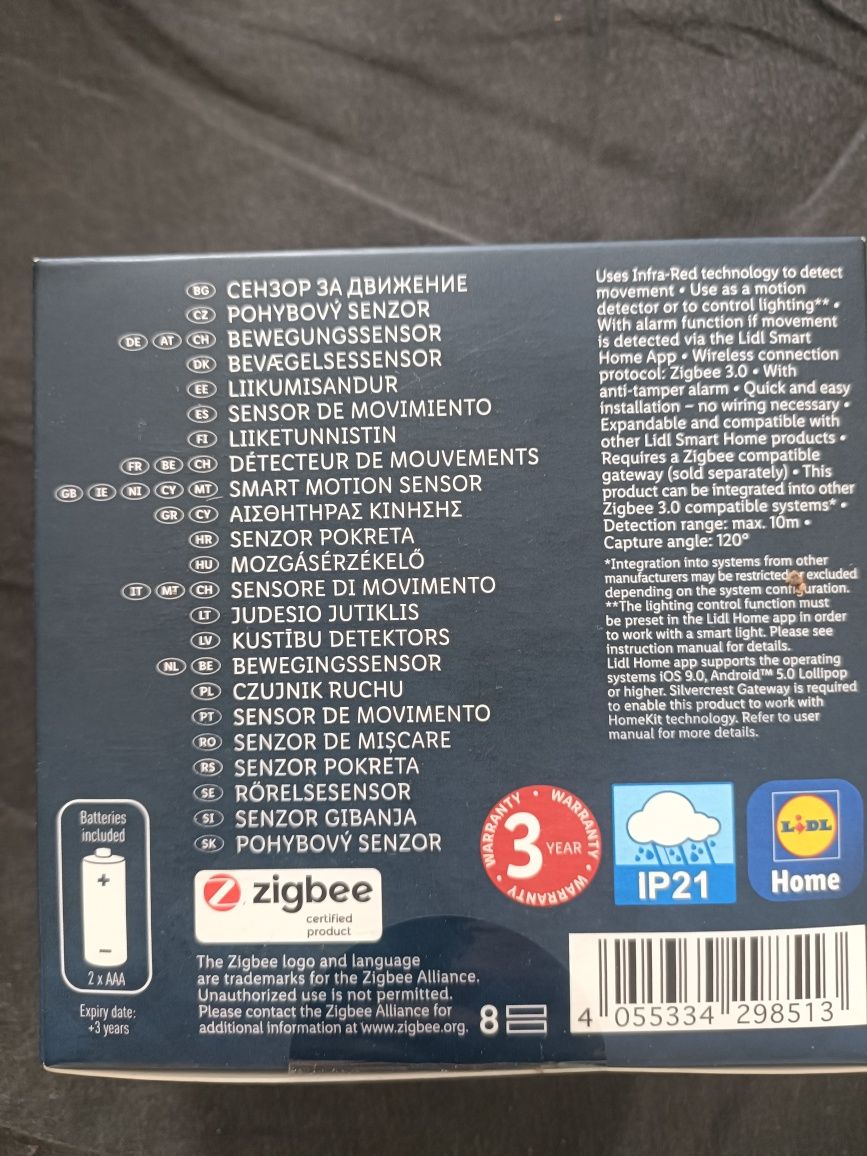 BG СЕНЗОР ЗА ДВИЖЕНИЕ
CZ POHYBOVÝ SENZOR
DE AT CH BEWEGUNGSSENSOR
DK BEVÆGELSESSENSOR
EE LIIKUMISANDUR
ES SENSOR DE MOVIMIENTO
FI LIIKETUNNISTIN
FR BE CH DÉTECTEUR DE MOUVEMENTS
GB IE NI CY MT SMART MOTION SENSOR
GR CY ΑΙΣΘΗΤΗΡΑΣ ΚΙΝΗΣΗΣ
HR SENZOR POKRETA
HU MOZGÁSÉRZÉKELŐ
IT MT CH SENSORE DI MOVIMENTO
LT JUDESIO JUTIKLIS
LV KUSTĪBU DETEKTORS
NL BE BEWEGINGSSENSOR
PL CZUJNIK RUCHU
PT SENSOR DE MOVIMENTO
RO SENZOR DE MIȘCARE
RS SENZOR POKRETA
SE RÖRELSESENSOR
SI SENZOR GIBANJA
SK POHYBOVÝ SENZOR
Uses Infra-Red technology to detect
movement • Use as a motion
detector or to control lighting** •
With alarm function if movement
is detected via the Lidl Smart
Home App • Wireless connection
protocol: Zigbee 3.0 • With
anti-tamper alarm • Quick and easy
installation – no wiring necessary •
Expandable and compatible with
other Lidl Smart Home products •
Requires a Zigbee compatible
gateway (sold separately) • This
product can be integrated into other
Zigbee 3.0 compatible systems* •
Detection range: max. 10m •
Capture angle: 120°
*Integration into systems from other
manufacturers may be restricted or excluded
depending on the system configuration.
**The lighting control function must
be preset in the Lidl Home app in order
to work with a smart light. Please see
instruction manual for details.
Lidl Home app supports the operating
systems iOS 9.0, Android™ 5.0 Lollipop
or higher. Silvercrest Gateway is required
to enable this product to work with
HomeKit technology. Refer to user
manual for more details.
Batteries
included
+
−
2 x AAA
Expiry date:
+3 years
zigbee
certified
product
The Zigbee logo and language
are trademarks for the Zigbee Alliance.
Unauthorized use is not permitted.
Please contact the Zigbee Alliance for
additional information at www.zigbee.org.
8
WARRANTY • WARRANTY • WARRANTY • WARRANTY •
3 YEAR
IP21
LIDL
Home
4 055334 298513